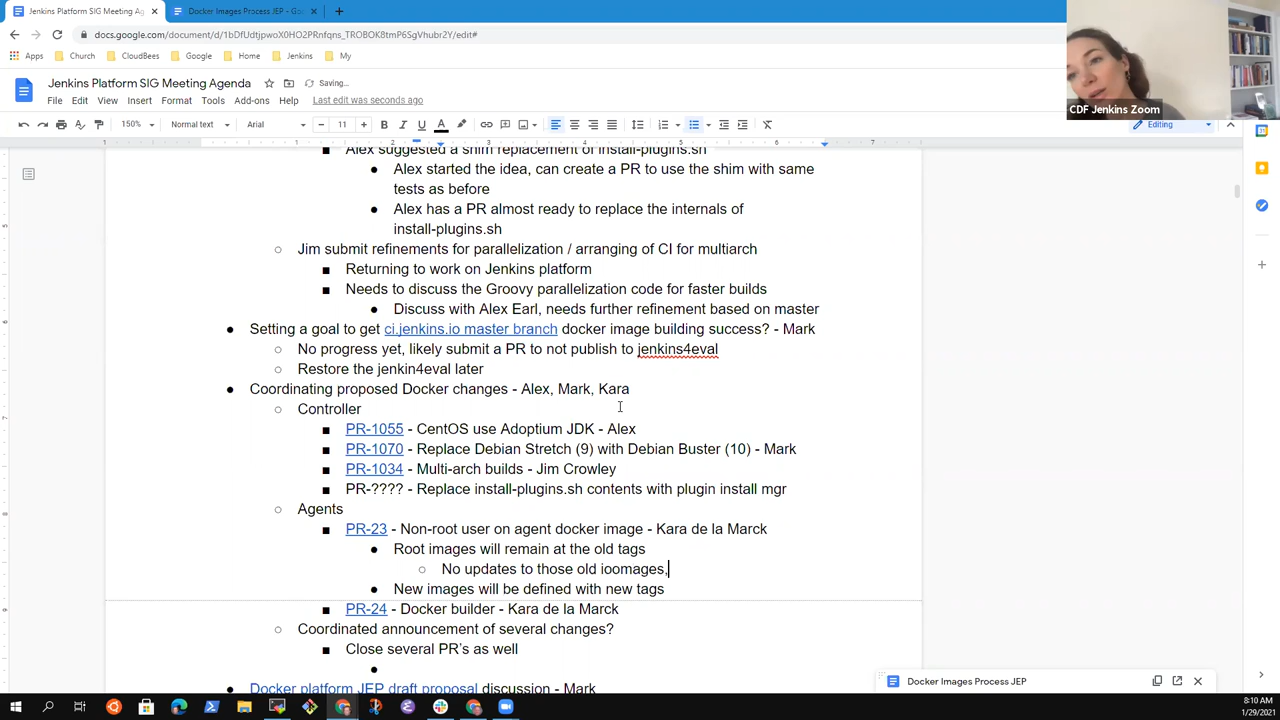 Jenkins Platform SIG Meeting Age
Docker Images Process JEP - Goo
docs.google.com/document/d/1bDfUdtjpwoX0HO2PRnfqns_TROBOK8tmP6SgVhubr2Y/edit#
Apps Church CloudBees Google Home Jenkins My
Jenkins Platform SIG Meeting Agenda Saving...
File Edit View Insert Format Tools Add-ons Help Last edit was seconds ago
CDF Jenkins Zoom
150% Normal text Arial 11 B I U A Editing
1 1 2 3 4 5 6 7
Alex suggested a shim replacement of install-plugins.sh
Alex started the idea, can create a PR to use the shim with same
tests as before
Alex has a PR almost ready to replace the internals of
install-plugins.sh
Jim submit refinements for parallelization / arranging of CI for multiarch
Returning to work on Jenkins platform
Needs to discuss the Groovy parallelization code for faster builds
Discuss with Alex Earl, needs further refinement based on master
Setting a goal to get ci.jenkins.io master branch docker image building success? - Mark
No progress yet, likely submit a PR to not publish to jenkins4eval
Restore the jenkin4eval later
Coordinating proposed Docker changes - Alex, Mark, Kara
Controller
PR-1055 - CentOS use Adoptium JDK - Alex
PR-1070 - Replace Debian Stretch (9) with Debian Buster (10) - Mark
PR-1034 - Multi-arch builds - Jim Crowley
PR-???? - Replace install-plugins.sh contents with plugin install mgr
Agents
PR-23 - Non-root user on agent docker image - Kara de la Marck
Root images will remain at the old tags
No updates to those old ioomages,
New images will be defined with new tags
PR-24 - Docker builder - Kara de la Marck
Coordinated announcement of several changes?
Close several PR's as well
Docker platform JEP draft proposal discussion - Mark
Docker Images Process JEP
8:10 AM
1/29/2021